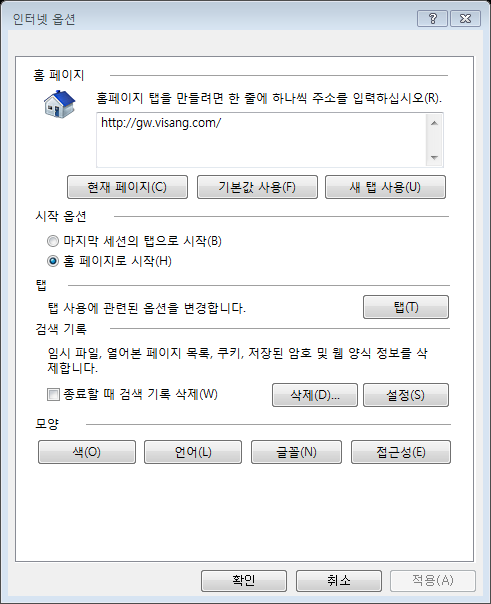 인터넷 옵션
홈 페이지
홈페이지 탭을 만들려면 한 줄에 하나씩 주소를 입력하십시오(R).
http://gw.visang.com/
현재 페이지(C) 기본값 사용(F) 새 탭 사용(U)
시작 옵션
마지막 세션의 탭으로 시작(B)
홈 페이지로 시작(H)
탭
탭 사용에 관련된 옵션을 변경합니다. 탭(T)
검색 기록
임시 파일, 열어본 페이지 목록, 쿠키, 저장된 암호 및 웹 양식 정보를 삭
제합니다.
종료할 때 검색 기록 삭제(W) 삭제(D)... 설정(S)
모양
색(O) 언어(L) 글꼴(N) 접근성(E)
확인 취소 적용(A)